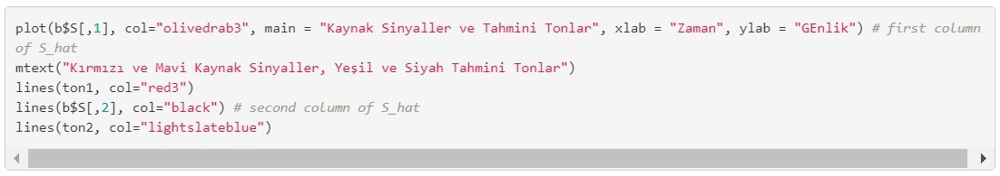 plot(b$S[,1], col="olivedrab3", main = "Kaynak Sinyaller ve Tahmini Tonlar", xlab = "Zaman", ylab = "GEnlik") # first column
of S_hat
mtext("Kırmızı ve Mavi Kaynak Sinyaller, Yeşil ve Siyah Tahmini Tonlar")
lines(ton1, col="red3")
lines(b$S[,2], col="black") # second column of S_hat
lines(ton2, col="lightslateblue")